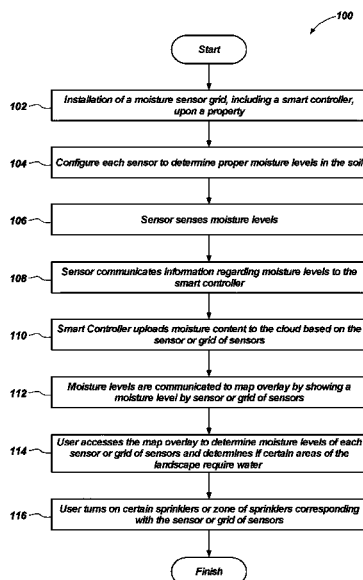 100
Start
102
Installation of a moisture sensor grid, including a smart controller,
upon a property
104
Configure each sensor to determine proper moisture levels in the soil
106
Sensor senses moisture levels
108
Sensor communicates information regarding moisture levels to the
smart controller
110
Smart Controller uploads moisture content to the cloud based on the
sensor or grid of sensors
112
Moisture levels are communicated to map overlay by showing a
moisture level by sensor or grid of sensors
114
User accesses the map overlay to determine moisture levels of each
sensor or grid of sensors and determines if certain areas of the
landscape require water
116
User turns on certain sprinklers or zone of sprinklers corresponding
with the sensor or grid of sensors
Finish